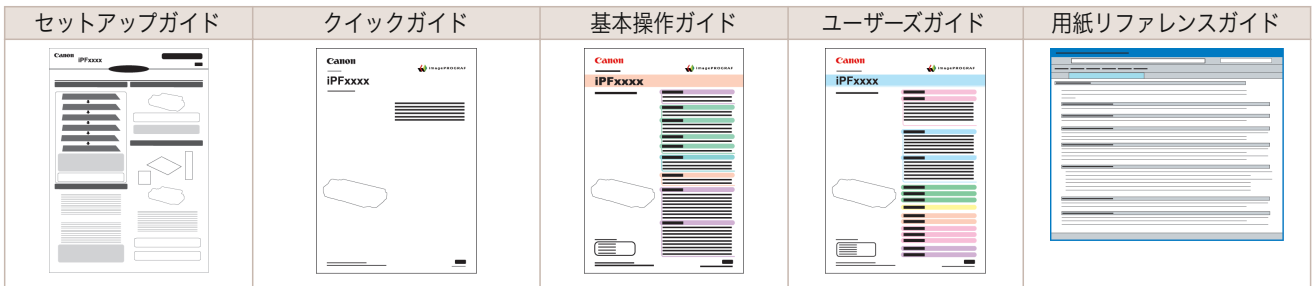 セットアップガイド
クイックガイド
基本操作ガイド
ユーザーズガイド
用紙リファレンスガイド
Canon
iPFxxxx
Canon
imagePROGRAF
iPFxxxx
Canon
imagePROGRAF
iPFxxxx
Canon
imagePROGRAF
iPFxxxx